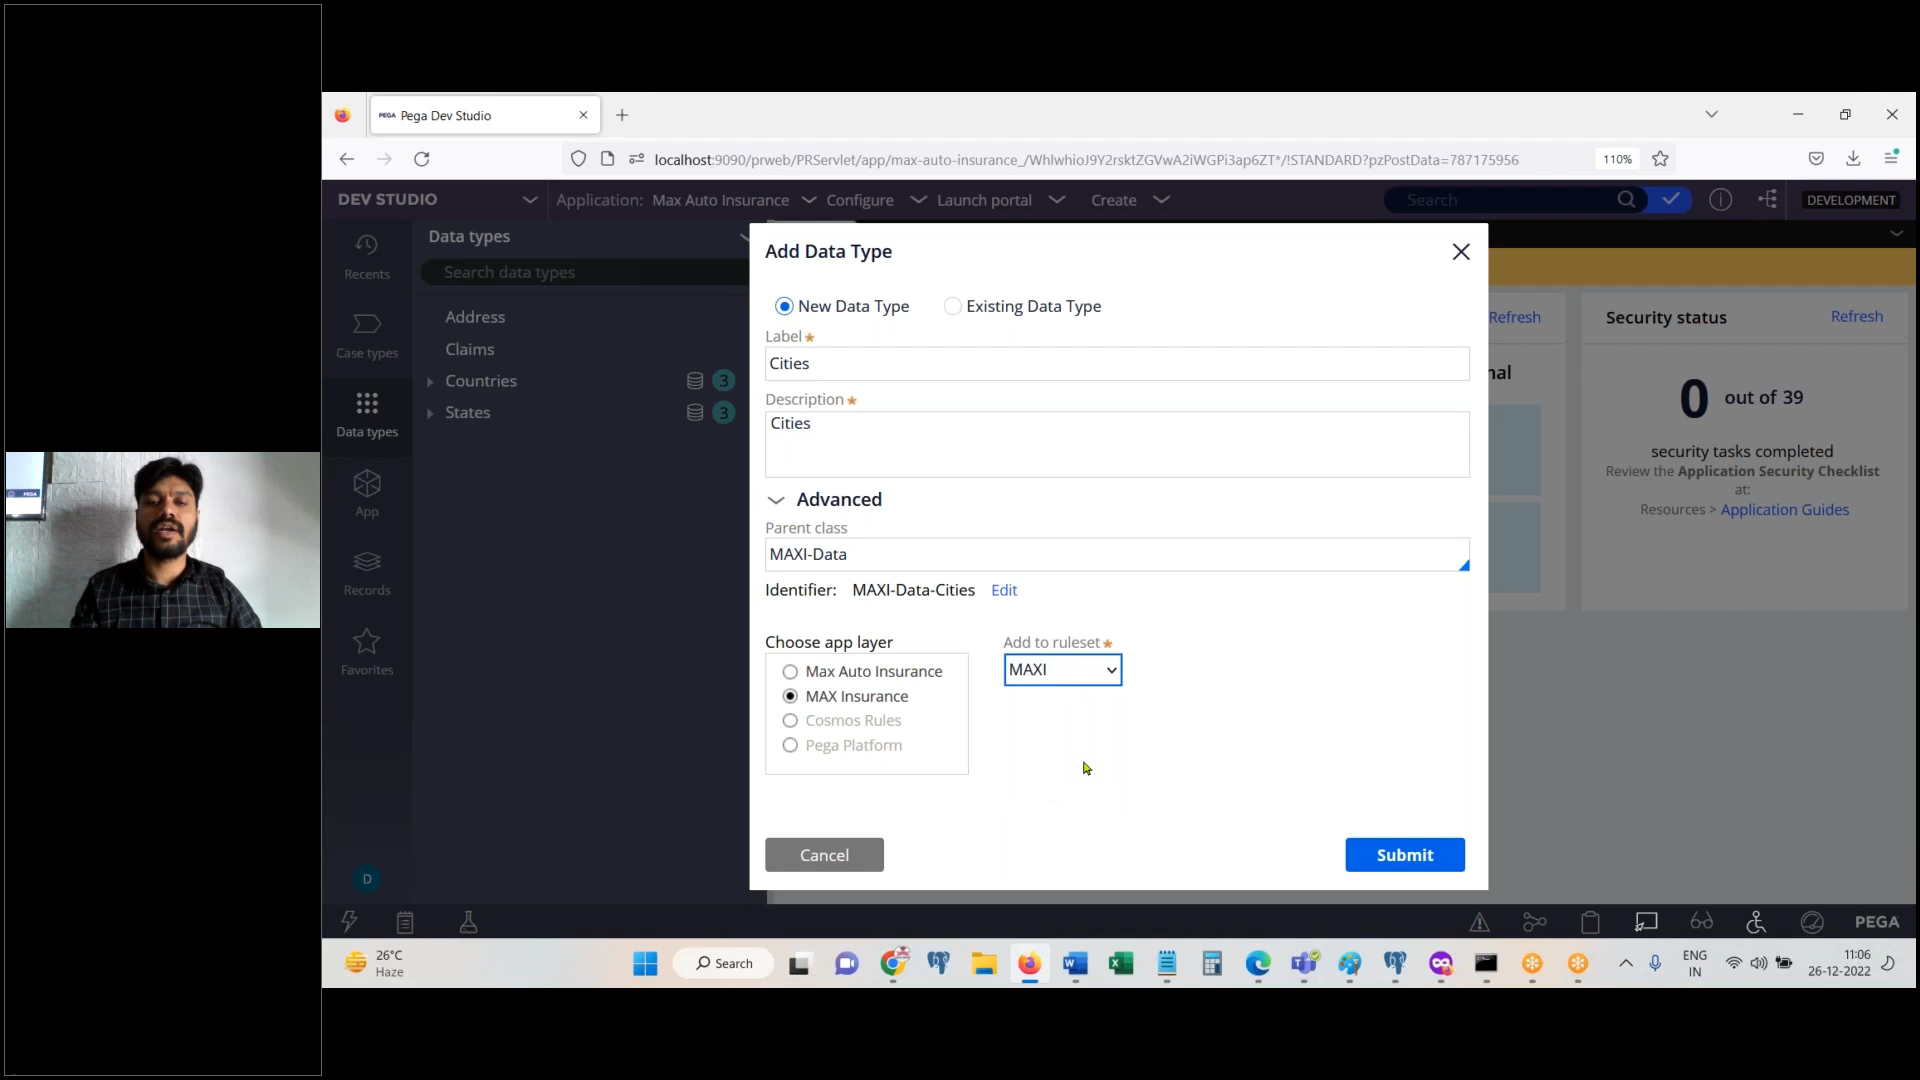 Pega Dev Studio
localhost:9090/prweb/PRServlet/app/max-auto-insurance_/WhlwhioJ9Y2rsktZGVwA2iWGPi3ap6ZT*/!STANDARD?pzPostData=787175956
110%
DEV STUDIO
Application: Max Auto Insurance
Configure
Launch portal
Create
Search
DEVELOPMENT
Recents
Case types
Data types
App
Records
Favorites
D
Data types
Search data types
Address
Claims
Countries 3
States 3
Add Data Type
New Data Type
Existing Data Type
Label
Cities
Description
Cities
Advanced
Parent class
MAXI-Data
Identifier: MAXI-Data-Cities Edit
Choose app layer
Max Auto Insurance
MAX Insurance
Cosmos Rules
Pega Platform
Add to ruleset
MAXI
Cancel
Submit
Refresh
Security status
Refresh
0 out of 39
security tasks completed
Review the Application Security Checklist
at:
Resources > Application Guides
PEGA
26°C
Haze
Search
ENG
IN
11:06
26-12-2022
PEGA